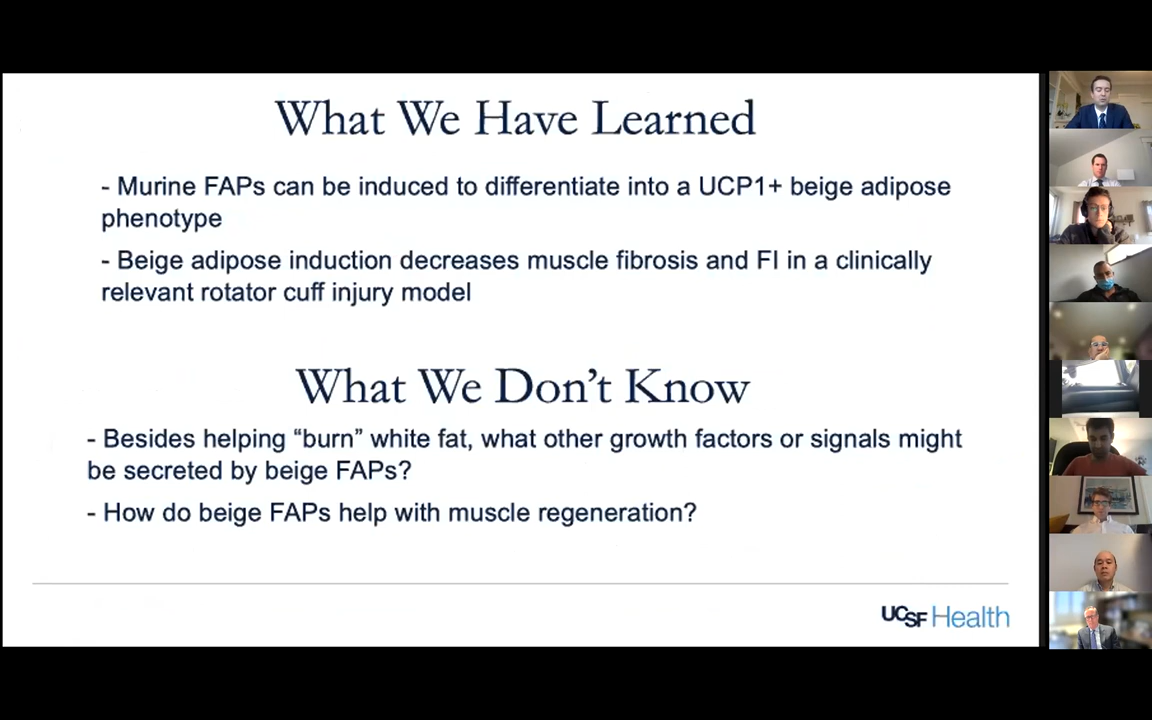 What We Have Learned
- Murine FAPs can be induced to differentiate into a UCP1+ beige adipose
phenotype
- Beige adipose induction decreases muscle fibrosis and FI in a clinically
relevant rotator cuff injury model
What We Don't Know
- Besides helping “burn” white fat, what other growth factors or signals might
be secreted by beige FAPs?
- How do beige FAPs help with muscle regeneration?
UCSF Health